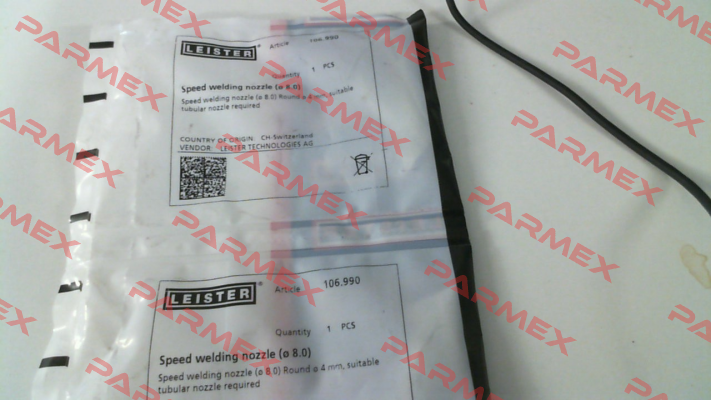 LEISTER® Article 106.990
Quantity 1 PCS
Speed welding nozzle (ø 8.0)
Speed welding nozzle (ø 8.0) Round ø 4 mm, suitable
tubular nozzle required
COUNTRY OF ORIGIN: CH-Switzerland
VENDOR: LEISTER TECHNOLOGIES AG
LEISTER® Article 106.990
Quantity 1 PCS
Speed welding nozzle (ø 8.0)
Speed welding nozzle (ø 8.0) Round ø 4 mm, suitable
tubular nozzle required
PARMEX